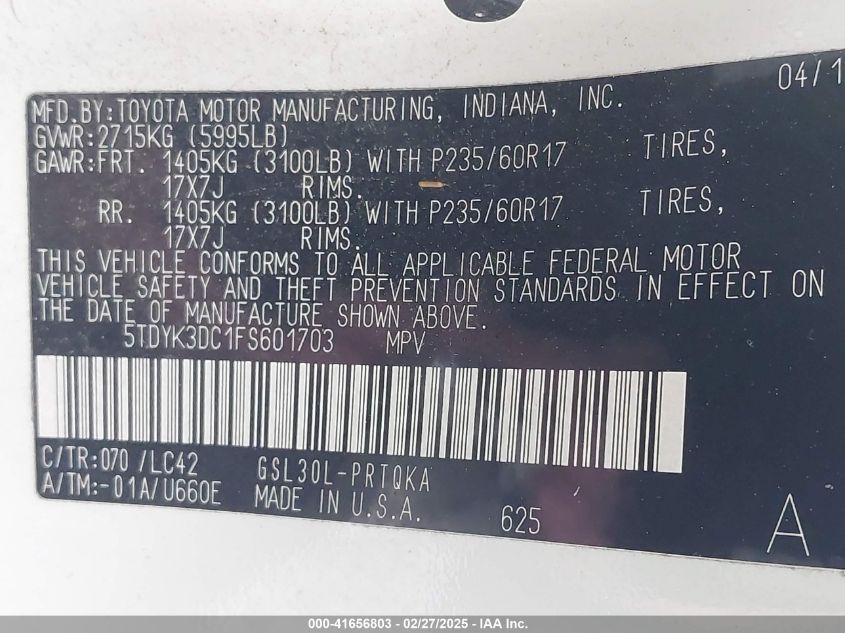 04/1
MFD.BY:TOYOTA MOTOR MANUFACTURING, INDIANA, INC.
GVWR:2715KG (5995LB)
GAWR:FRT. 1405KG (3100LB) WITH P235/60R17 TIRES,
17X7J RIMS.
RR. 1405KG (3100LB) WITH P235/60R17 TIRES,
17X7J RIMS.
THIS VEHICLE CONFORMS TO ALL APPLICABLE FEDERAL MOTOR
VEHICLE SAFETY AND THEFT PREVENTION STANDARDS IN EFFECT ON
THE DATE OF MANUFACTURE SHOWN ABOVE.
5TDYK3DC1FS601703 MPV
C/TR:070 /LC42 GSL30L-PRTQKA
A/TM:-01A/U660E MADE IN U.S.A. 625 A
000-41656803 - 02/27/2025 - IAA Inc.